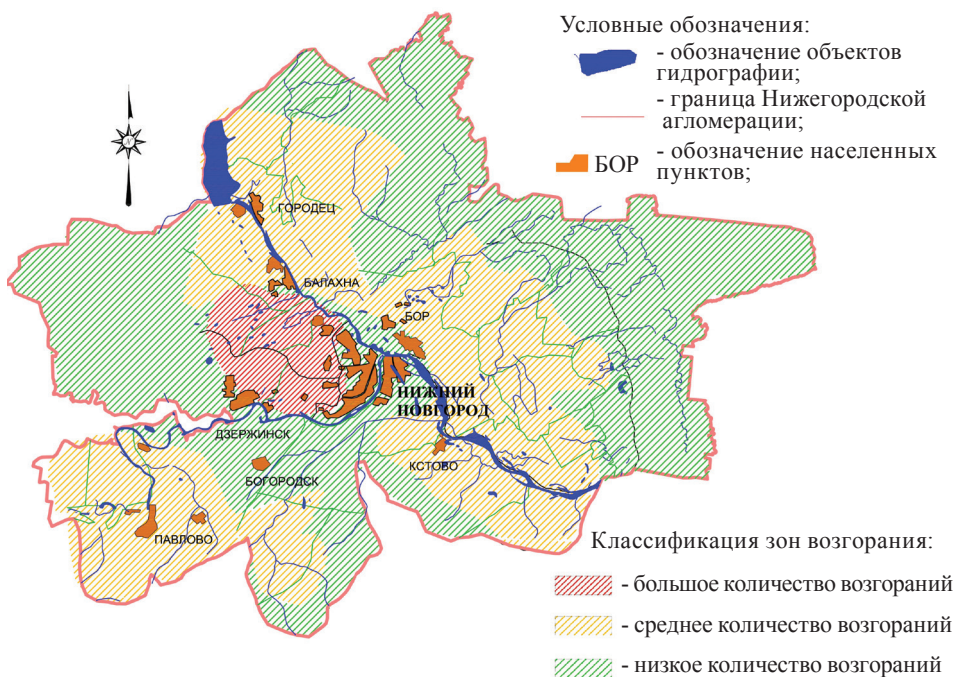 Условные обозначения:
- обозначение объектов
гидрографии;
- граница Нижегородской
агломерации;
БОР
- обозначение населенных
пунктов;
N
ГОРОДЕЦ
БАЛАХНА
БОР
НИЖНИЙ
НОВГОРОД
ДЗЕРЖИНСК
КСТОВО
БОГОРОДСК
ПАВЛОВО
Классификация зон возгорания:
- большое количество возгораний
- среднее количество возгораний
- низкое количество возгораний